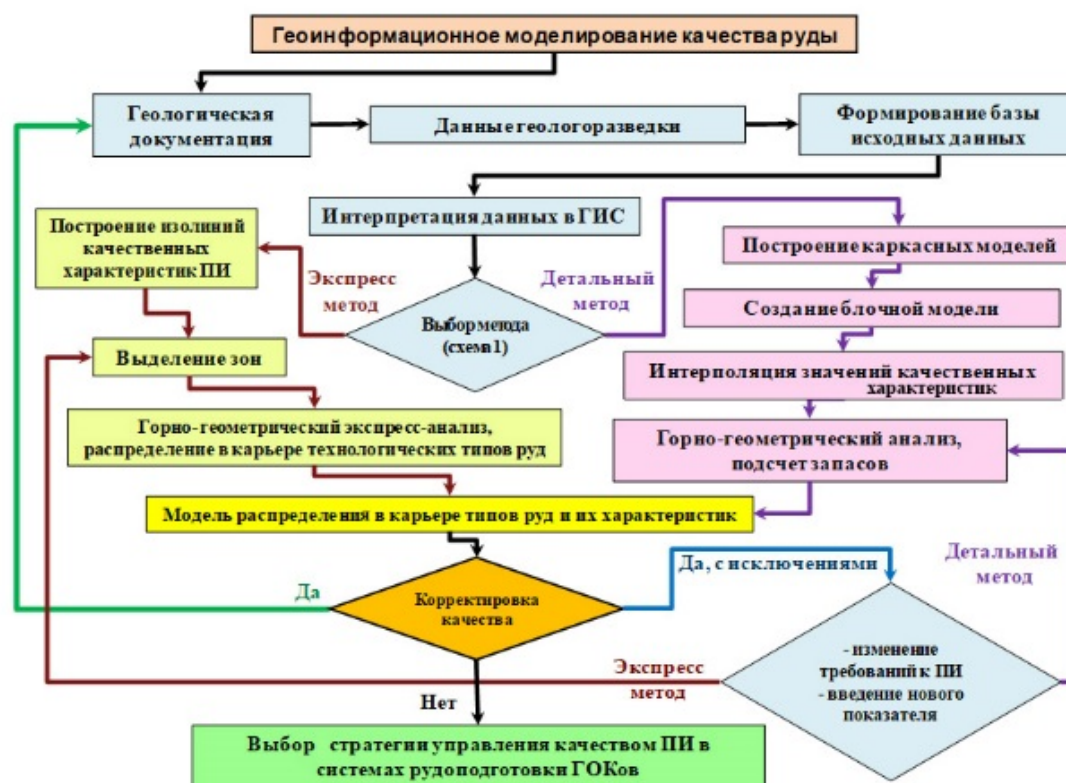 Геоинформационное моделирование качества руды
Геологическая
документация
Данные геологоразведки
Формирование базы
исходных данных
Интерпретация данных в ГИС
Построение изолиний
качественных
характеристик ПИ
Экспресс
метод
Детальный
метод
Построение каркасных моделей
Выбор метода
(схема 1)
Создание блочной модели
Выделение зон
Интерполяция значений качественных
характеристик
Горно-геометрический экспресс-анализ,
распределение в карьере технологических типов руд
Горно-геометрический анализ,
подсчет запасов
Модель распределения в карьере типов руд и их характеристик
Да
Корректировка
качества
Да, с исключениями
Детальный
метод
- изменение
требований к ПИ
- введение нового
показателя
Экспресс
метод
Нет
Выбор стратегии управления качеством ПИ в
системах рудоподготовки ГОКов